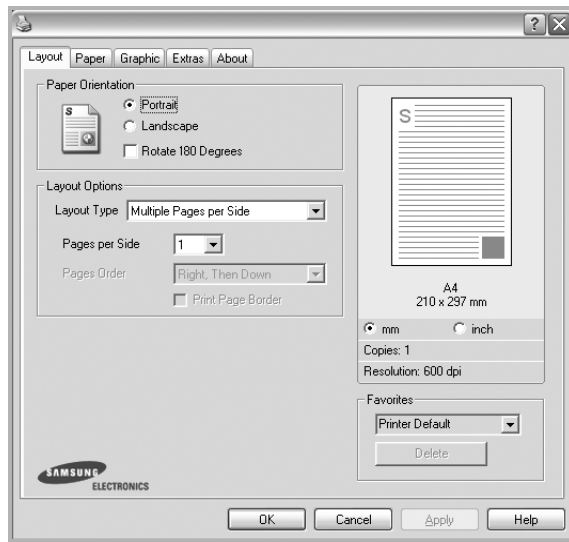 Layout Paper Graphic Extras About
Paper Orientation
S
Portrait
Landscape
Rotate 180 Degrees
Layout Options
Layout Type Multiple Pages per Side
Pages per Side 1
Pages Order Right, Then Down
Print Page Border
S
A4
210 x 297 mm
mm inch
Copies: 1
Resolution: 600 dpi
Favorites
Printer Default
Delete
SAMSUNG
ELECTRONICS
OK Cancel Apply Help